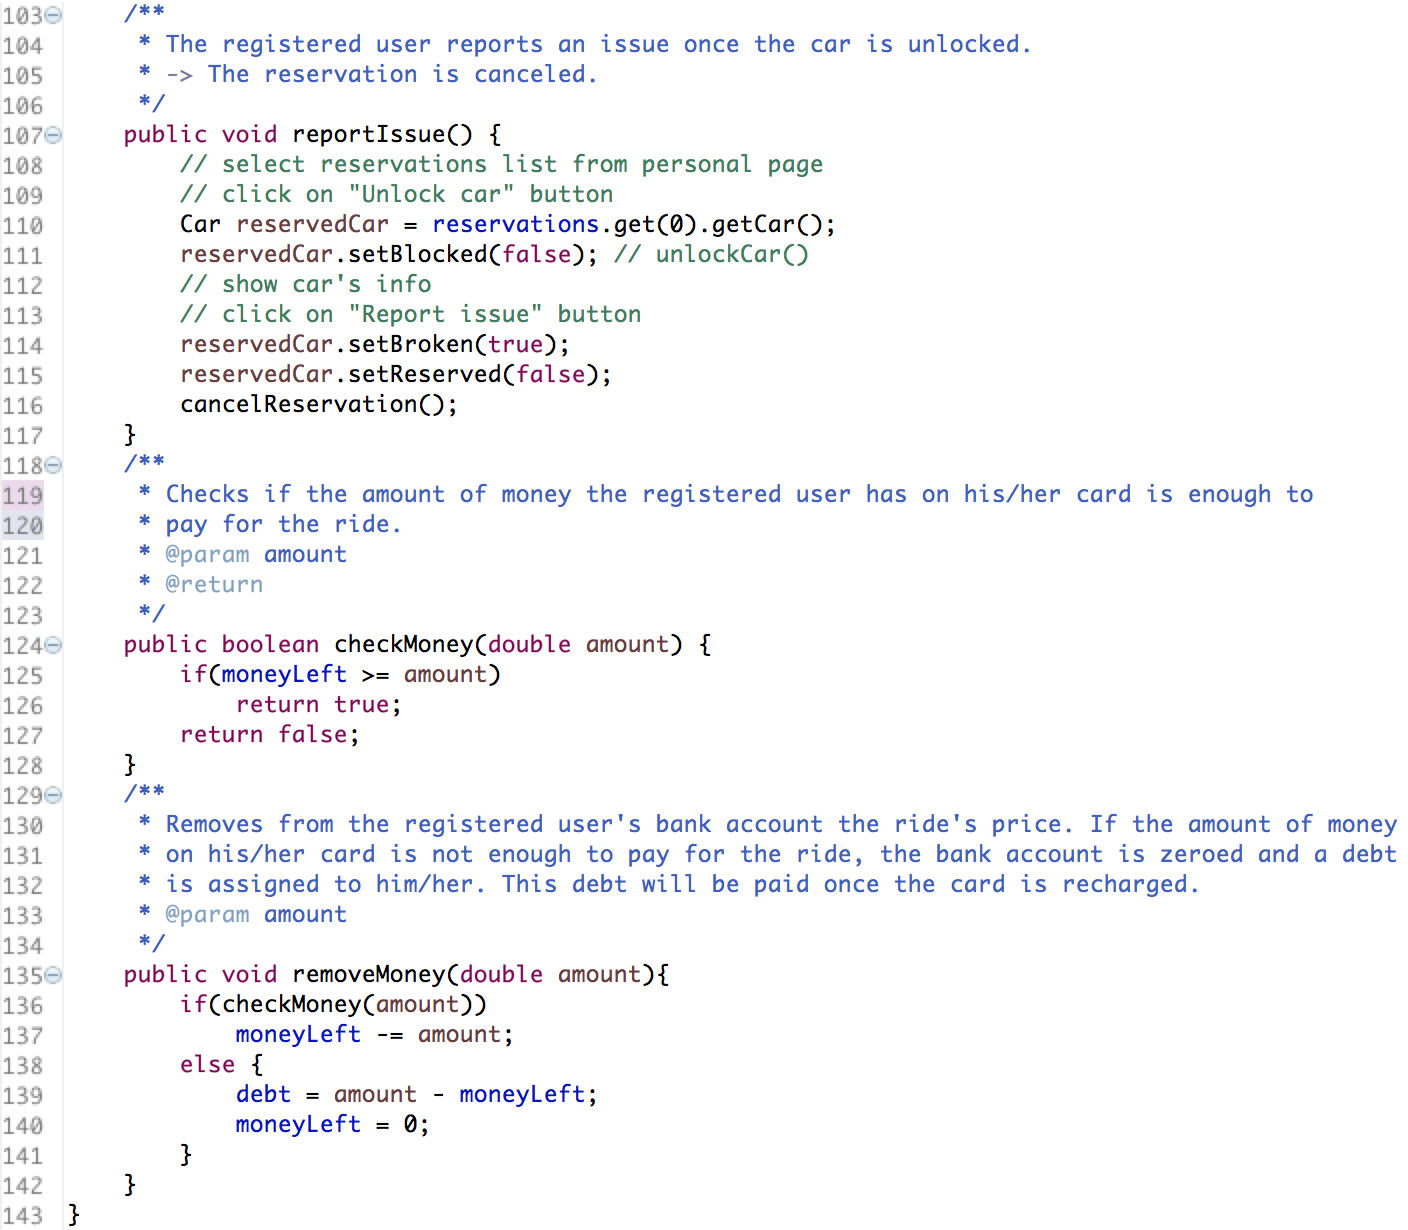 103 /**
104 * The registered user reports an issue once the car is unlocked.
105 * -> The reservation is canceled.
106 */
107 public void reportIssue() {
108 // select reservations list from personal page
109 // click on "Unlock car" button
110 Car reservedCar = reservations.get(0).getCar();
111 reservedCar.setBlocked(false); // unlockCar()
112 // show car's info
113 // click on "Report issue" button
114 reservedCar.setBroken(true);
115 reservedCar.setReserved(false);
116 cancelReservation();
117 }
118 /**
119 * Checks if the amount of money the registered user has on his/her card is enough to
120 * pay for the ride.
121 * @param amount
122 * @return
123 */
124 public boolean checkMoney(double amount) {
125 if(moneyLeft >= amount)
126 return true;
127 return false;
128 }
129 /**
130 * Removes from the registered user's bank account the ride's price. If the amount of money
131 * on his/her card is not enough to pay for the ride, the bank account is zeroed and a debt
132 * is assigned to him/her. This debt will be paid once the card is recharged.
133 * @param amount
134 */
135 public void removeMoney(double amount){
136 if(checkMoney(amount))
137 moneyLeft -= amount;
138 else {
139 debt = amount - moneyLeft;
140 moneyLeft = 0;
141 }
142 }
143 }